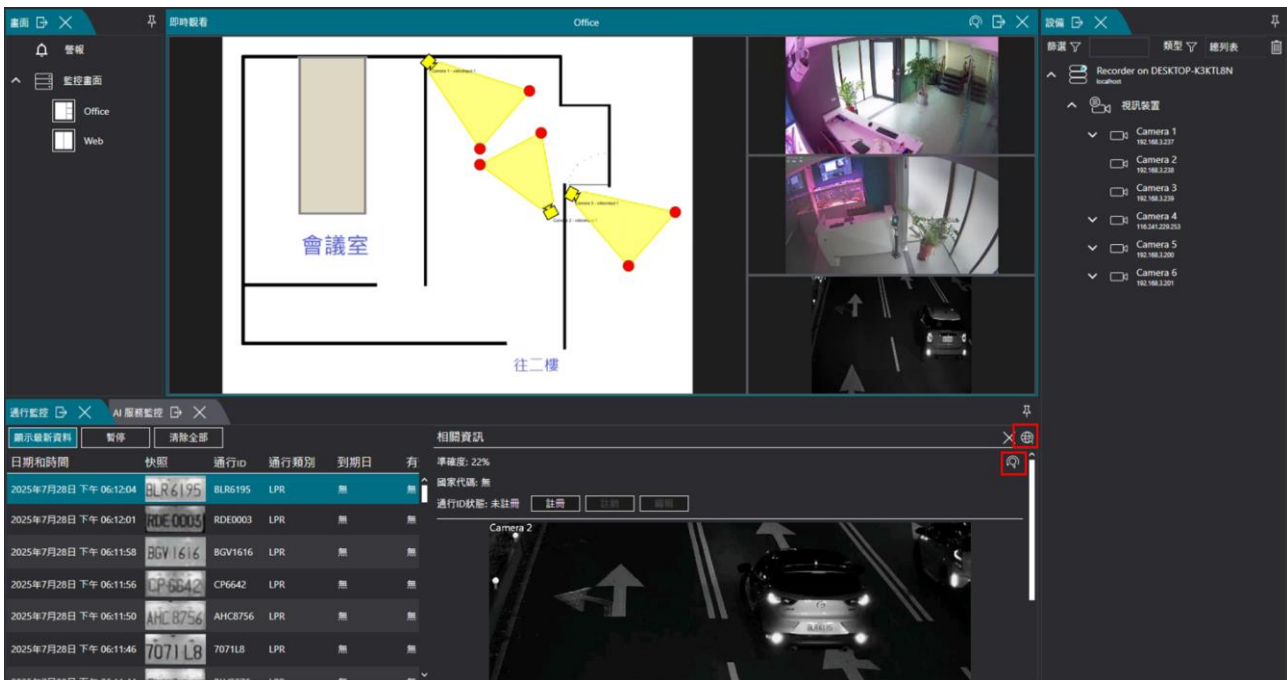 畫面
警報
監控畫面
Office
Web
即時觀看
Office
Camera 1 - videoinput 1
會議室
往二樓
設備
篩選
類型
總列表
Recorder on DESKTOP-K3KTL8N
localhost
視訊裝置
Camera 1
192.168.3.237
Camera 2
192.168.3.238
Camera 3
192.168.3.239
Camera 4
116.241.229.253
Camera 5
192.168.3.200
Camera 6
192.168.3.201
通行監控
AI 服務監控
顯示最新資料 暫停 清除全部
日期和時間 快照 通行ID 通行類別 到期日 有
2025年7月28日 下午 06:12:04 BLR6195 BLR6195 LPR 無 無
2025年7月28日 下午 06:12:01 RDE0003 RDE0003 LPR 無 無
2025年7月28日 下午 06:11:58 BGV1616 BGV1616 LPR 無 無
2025年7月28日 下午 06:11:56 CP6642 CP6642 LPR 無 無
2025年7月28日 下午 06:11:50 AHC8756 AHC8756 LPR 無 無
2025年7月28日 下午 06:11:46 7071L8 7071L8 LPR 無 無
相關資訊
準確度: 22%
國家代碼: 無
通行ID狀態: 未註冊 註冊 註銷 編輯
Camera 2